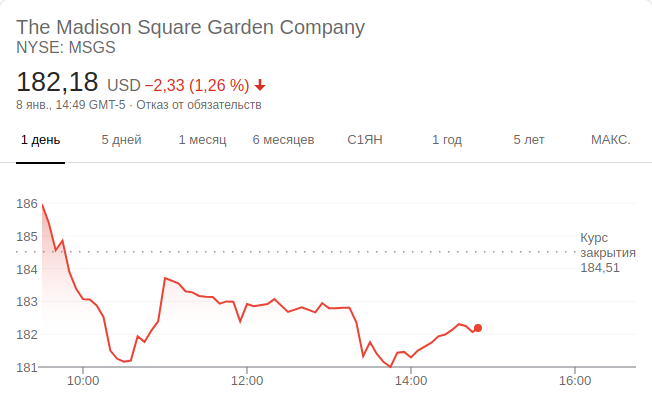 The Madison Square Garden Company
NYSE: MSGS
182,18 USD −2,33 (1,26 %)
8 янв., 14:49 GMT-5 · Отказ от обязательств
1 день 5 дней 1 месяц 6 месяцев С1ЯН 1 год 5 лет МАКС.
186
185
Курс
закрытия
184,51
184
183
182
181
10:00 12:00 14:00 16:00